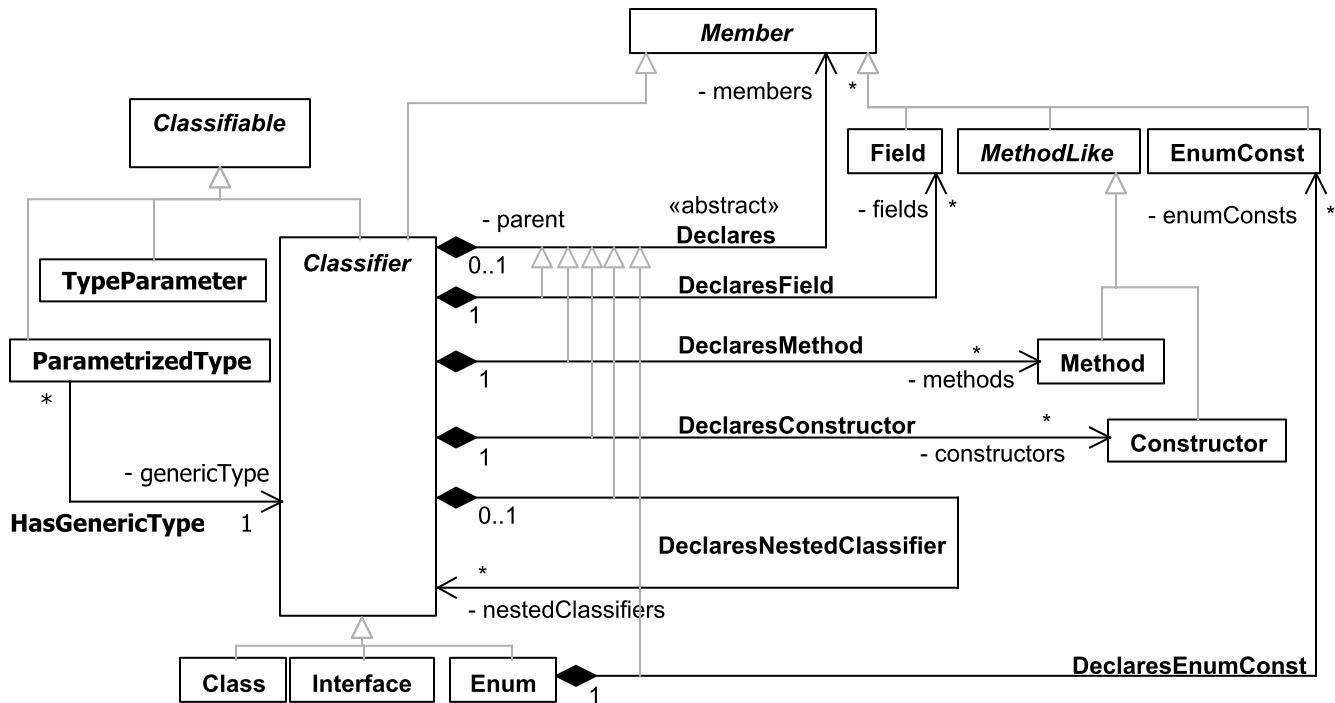 Member
- members
*
Classifiable
Field
MethodLike
EnumConst
- parent
«abstract»
Declares
- fields
*
- enumConsts
*
Classifier
0..1
TypeParameter
DeclaresField
1
ParametrizedType
DeclaresMethod
*
Method
1
- methods
*
DeclaresConstructor
*
Constructor
1
- constructors
- genericType
HasGenericType
1
0..1
DeclaresNestedClassifier
*
- nestedClassifiers
Class
Interface
Enum
1
DeclaresEnumConst